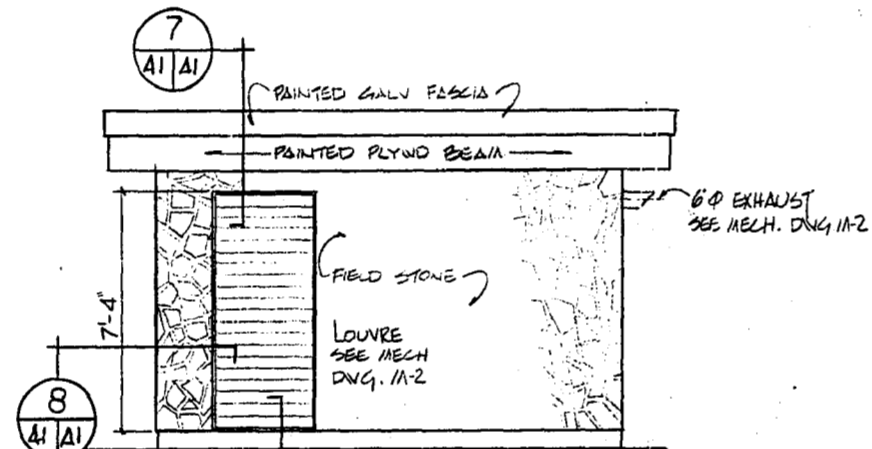 7
A1 A1
PAINTED GALV FASCIA
PAINTED PLYWD BEAM
6"Φ EXHAUST
SEE MECH. DWG M-2
FIELD STONE
7'-4"
LOUVRE
SEE MECH
DWG. M-2
8
A1 A1